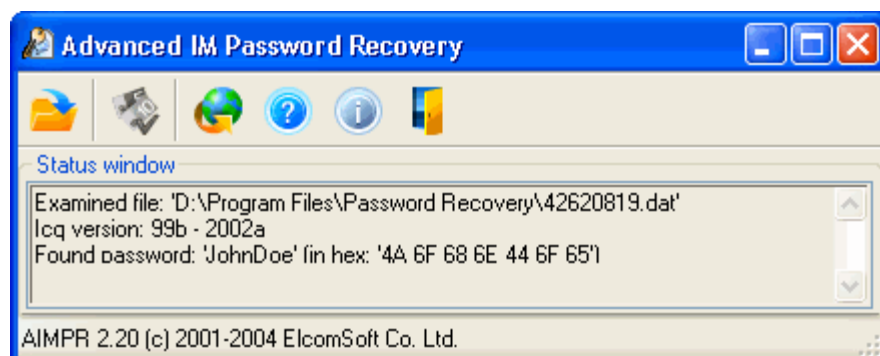 Advanced IM Password Recovery
Status window
Examined file: 'D:\Program Files\Password Recovery\42620819.dat'
Icq version: 99b - 2002a
Found password: 'JohnDoe' (in hex: '4A 6F 68 6E 44 6F 65')
AIMPR 2.20 (c) 2001-2004 ElcomSoft Co. Ltd.